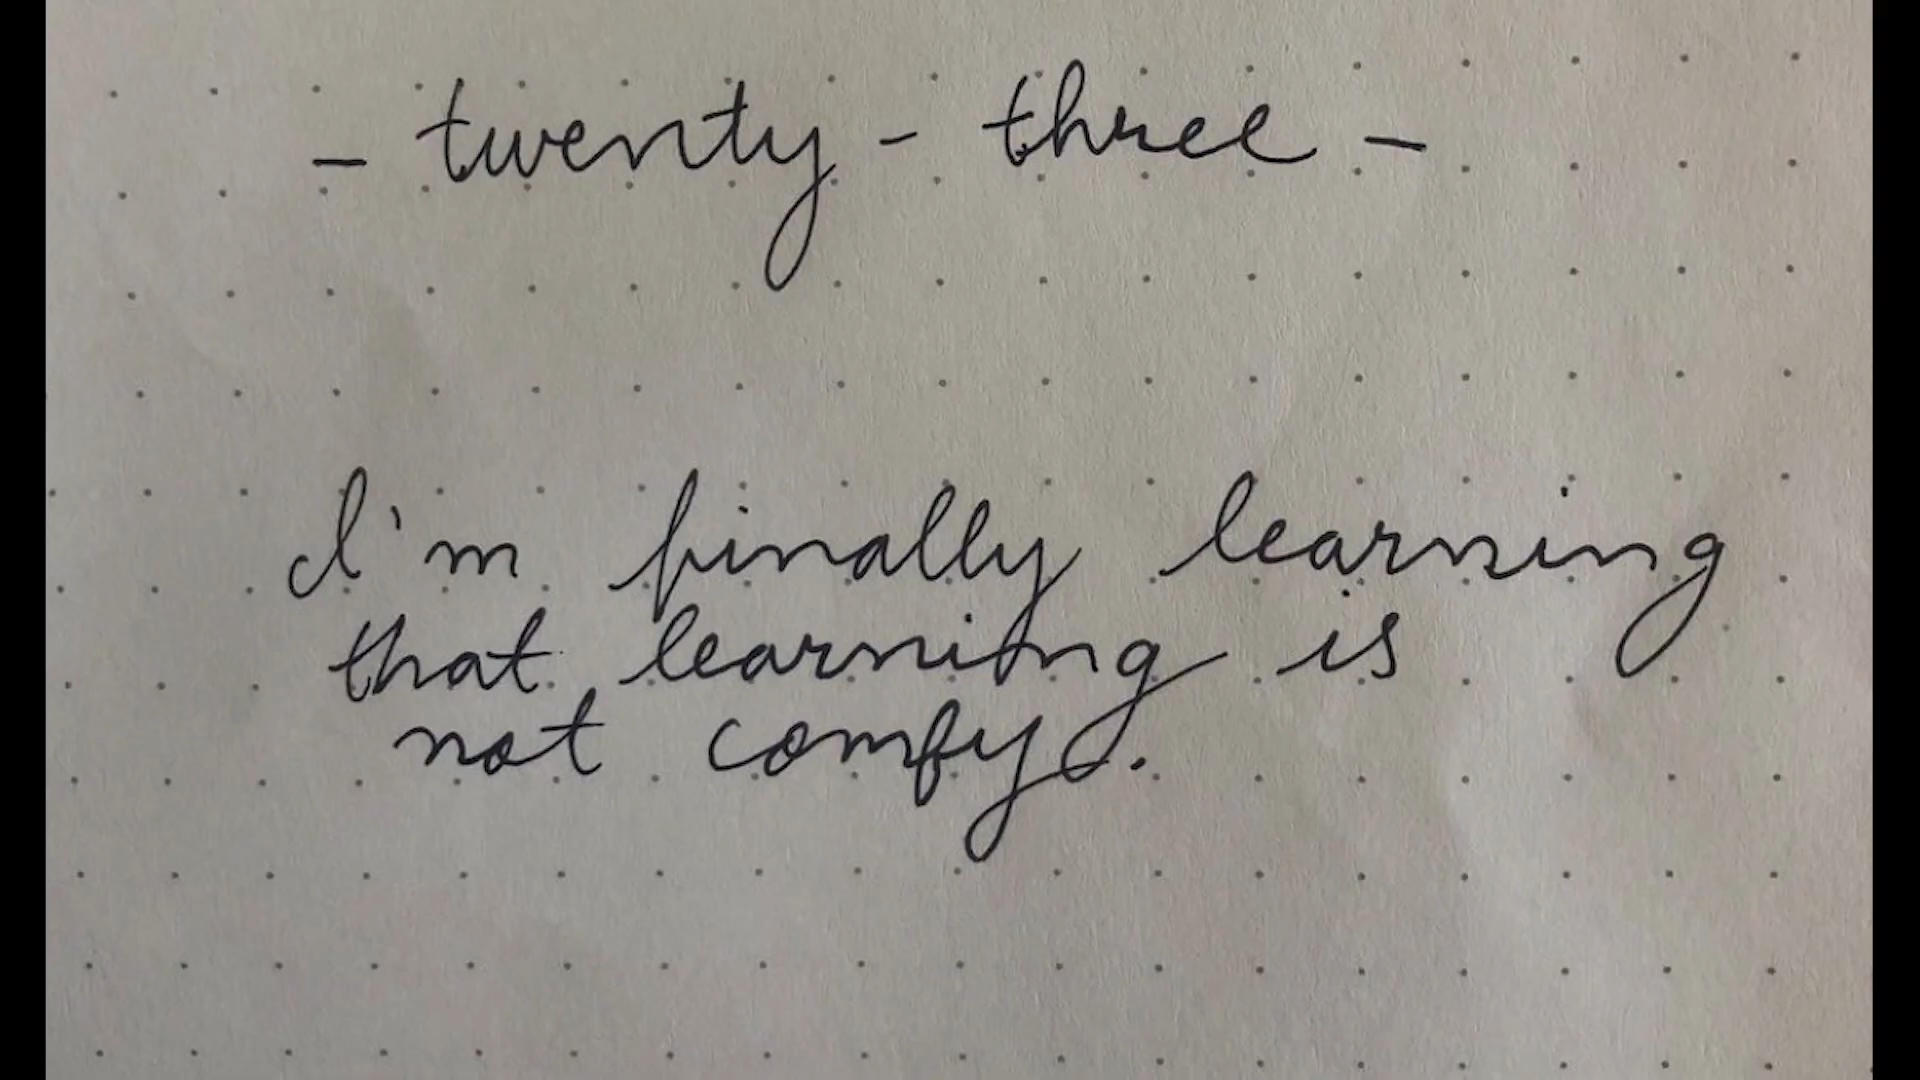 - twenty - three -
I'm finally learning
that learning is
not comfy.